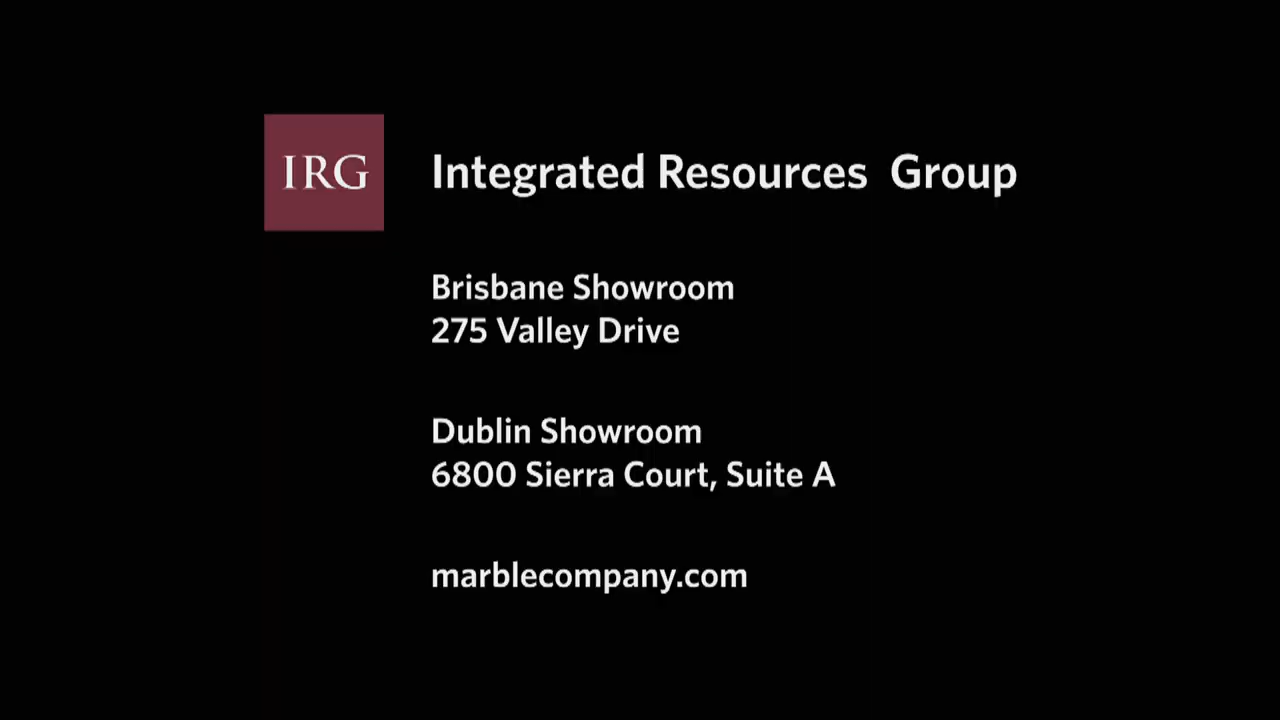 IRG
Integrated Resources Group
Brisbane Showroom
275 Valley Drive
Dublin Showroom
6800 Sierra Court, Suite A
marblecompany.com